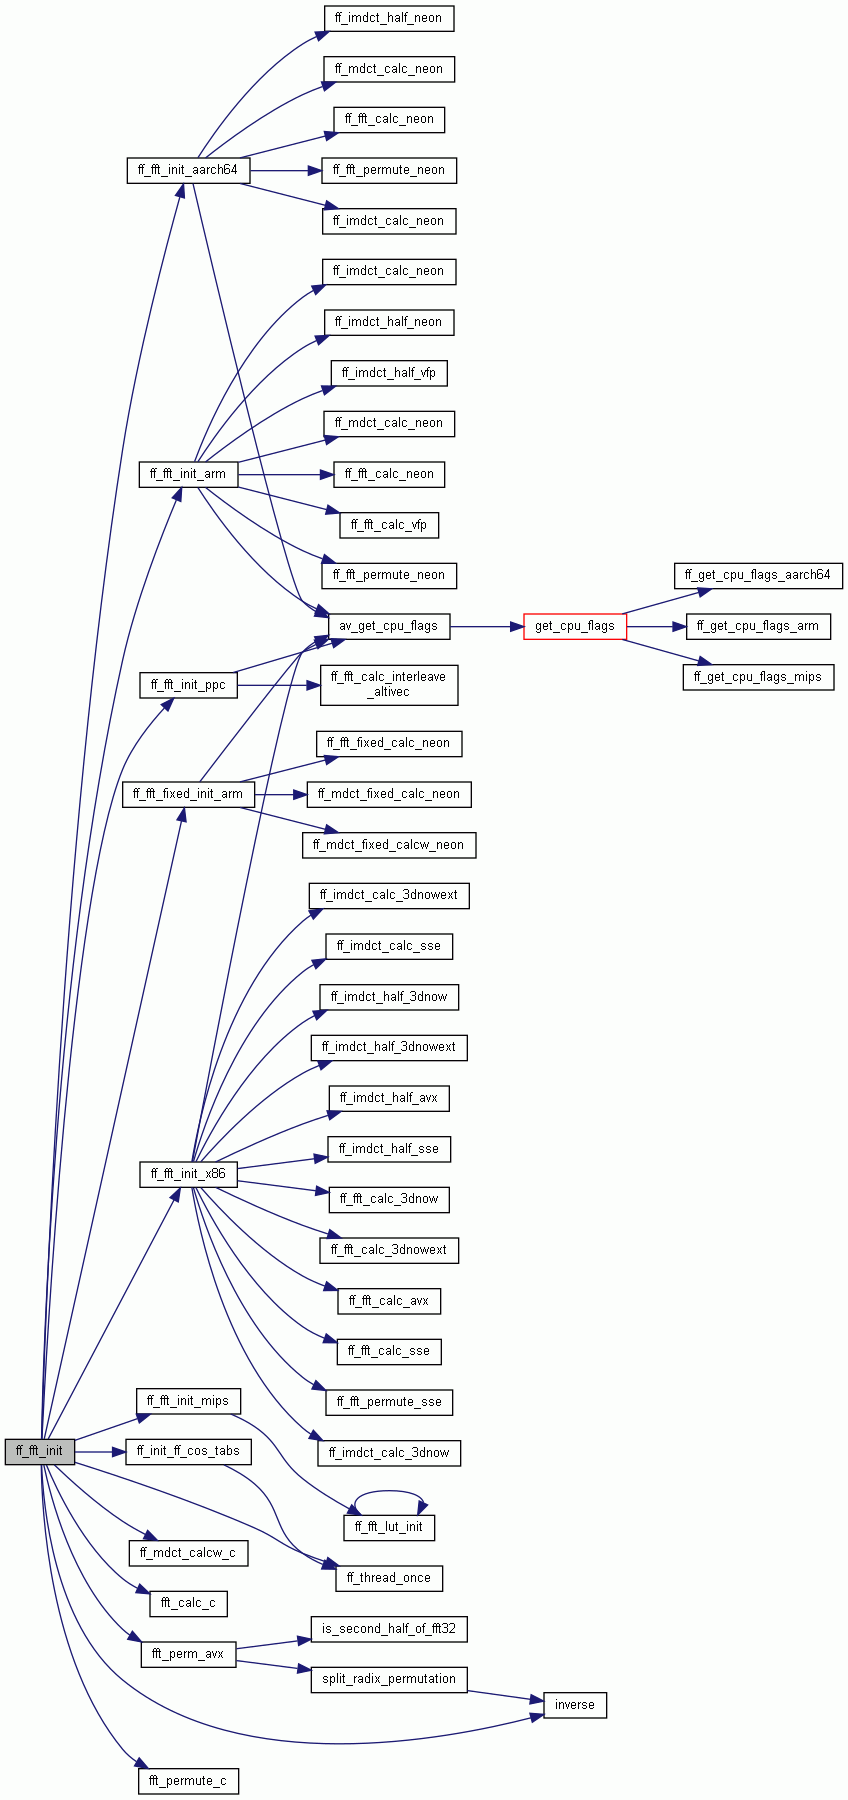 ff_imdct_half_neon
ff_mdct_calc_neon
ff_fft_calc_neon
ff_fft_init_aarch64
ff_fft_permute_neon
ff_imdct_calc_neon
ff_imdct_calc_neon
ff_imdct_half_neon
ff_imdct_half_vfp
ff_mdct_calc_neon
ff_fft_init_arm
ff_fft_calc_neon
ff_fft_calc_vfp
ff_fft_permute_neon
ff_get_cpu_flags_aarch64
av_get_cpu_flags
get_cpu_flags
ff_get_cpu_flags_arm
ff_get_cpu_flags_mips
ff_fft_init_ppc
ff_fft_calc_interleave
_altivec
ff_fft_fixed_calc_neon
ff_fft_fixed_init_arm
ff_mdct_fixed_calc_neon
ff_mdct_fixed_calcw_neon
ff_imdct_calc_3dnowext
ff_imdct_calc_sse
ff_imdct_half_3dnow
ff_imdct_half_3dnowext
ff_imdct_half_avx
ff_imdct_half_sse
ff_fft_init_x86
ff_fft_calc_3dnow
ff_fft_calc_3dnowext
ff_fft_calc_avx
ff_fft_calc_sse
ff_fft_init_mips
ff_fft_permute_sse
ff_fft_init
ff_init_ff_cos_tabs
ff_imdct_calc_3dnow
ff_fft_lut_init
ff_mdct_calcw_c
ff_thread_once
fft_calc_c
is_second_half_of_fft32
fft_perm_avx
split_radix_permutation
inverse
fft_permute_c